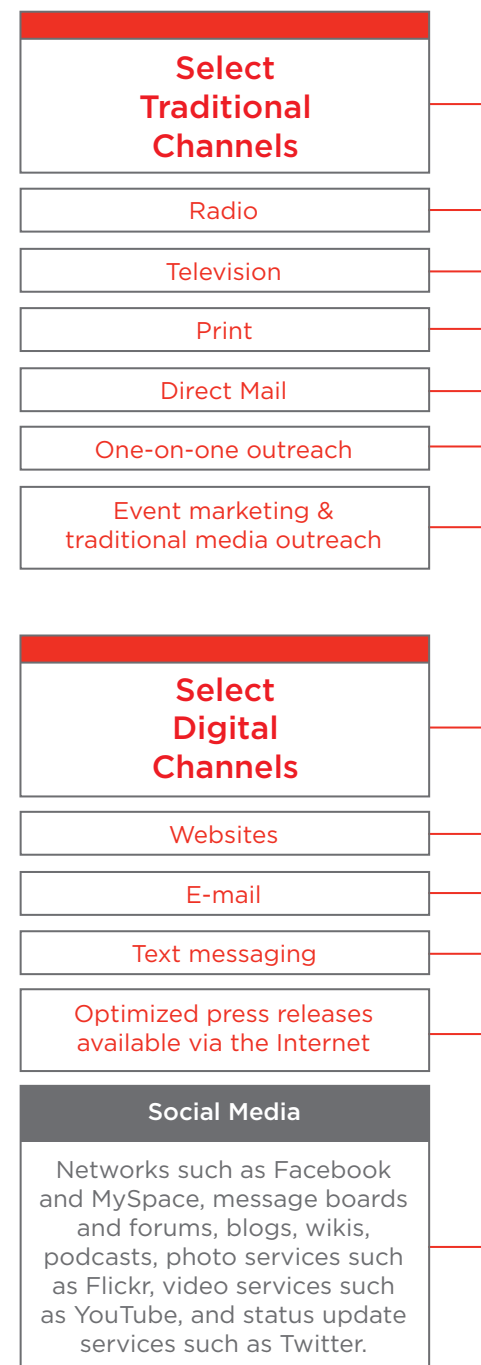 Select
Traditional
Channels
Radio
Television
Print
Direct Mail
One-on-one outreach
Event marketing &
traditional media outreach
Select
Digital
Channels
Websites
E-mail
Text messaging
Optimized press releases
available via the Internet
Social Media
Networks such as Facebook
and MySpace, message boards
and forums, blogs, wikis,
podcasts, photo services such
as Flickr, video services such
as YouTube, and status update
services such as Twitter.